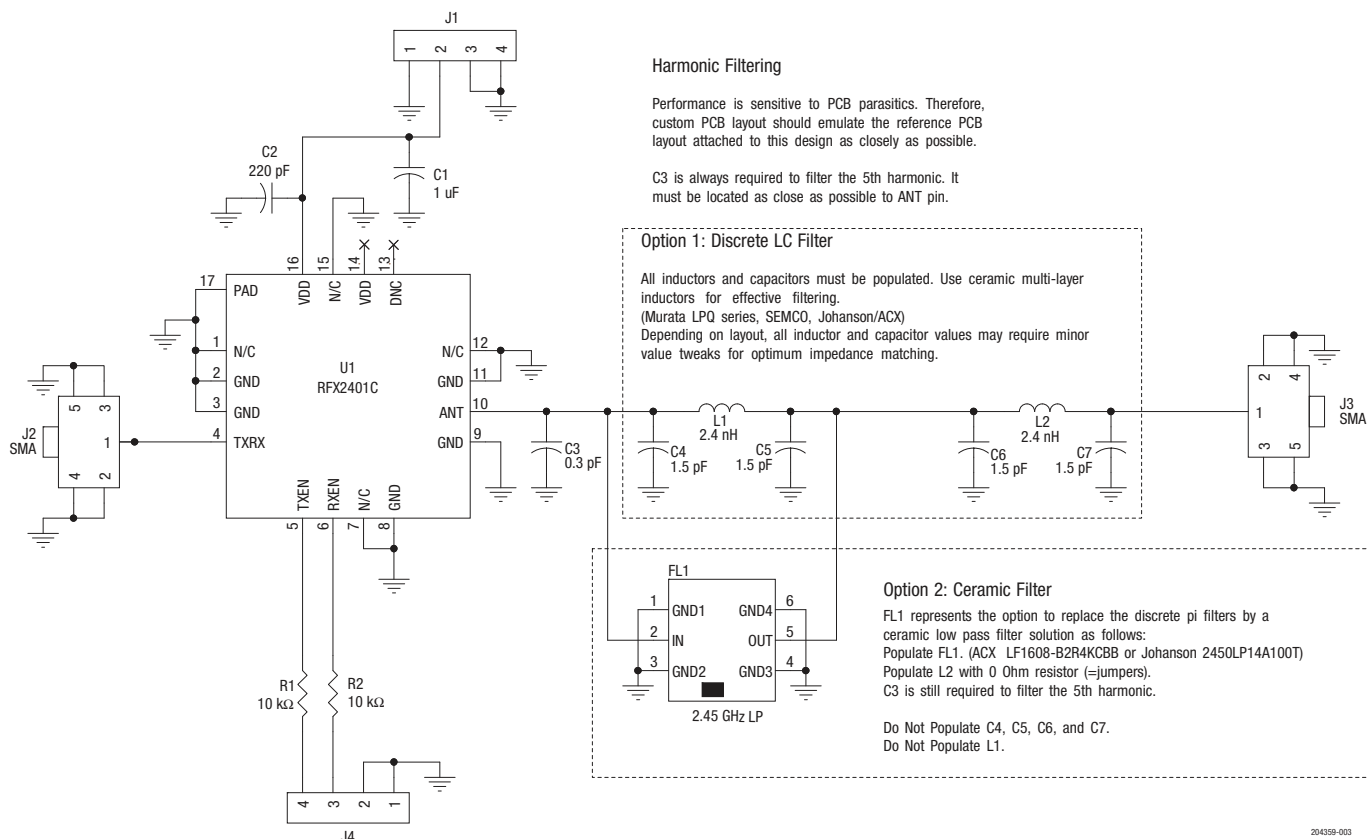 J1
1 2 3 4
Harmonic Filtering
Performance is sensitive to PCB parasitics. Therefore,
custom PCB layout should emulate the reference PCB
layout attached to this design as closely as possible.
C3 is always required to filter the 5th harmonic. It
must be located as close as possible to ANT pin.
C2
220 pF
C1
1 uF
16 15 14 13
VDD N/C VDD DNC
17 PAD
1 N/C
2 GND
3 GND
4 TXRX
U1
RFX2401C
N/C 12
GND 11
ANT 10
GND 9
TXEN RXEN N/C GND
5 6 7 8
J2
SMA
5 3
1
4 2
Option 1: Discrete LC Filter
All inductors and capacitors must be populated. Use ceramic multi-layer
inductors for effective filtering.
(Murata LPQ series, SEMCO, Johanson/ACX)
Depending on layout, all inductor and capacitor values may require minor
value tweaks for optimum impedance matching.
C3
0.3 pF
C4
1.5 pF
L1
2.4 nH
C5
1.5 pF
C6
1.5 pF
L2
2.4 nH
C7
1.5 pF
2 4
1
3 5
J3
SMA
FL1
1 GND1
2 IN
3 GND2
GND4 6
OUT 5
GND3 4
2.45 GHz LP
Option 2: Ceramic Filter
FL1 represents the option to replace the discrete pi filters by a
ceramic low pass filter solution as follows:
Populate FL1. (ACX LF1608-B2R4KCBB or Johanson 2450LP14A100T)
Populate L2 with 0 Ohm resistor (=jumpers).
C3 is still required to filter the 5th harmonic.
Do Not Populate C4, C5, C6, and C7.
Do Not Populate L1.
R1
10 kΩ
R2
10 kΩ
4 3 2 1
J4
204359-003